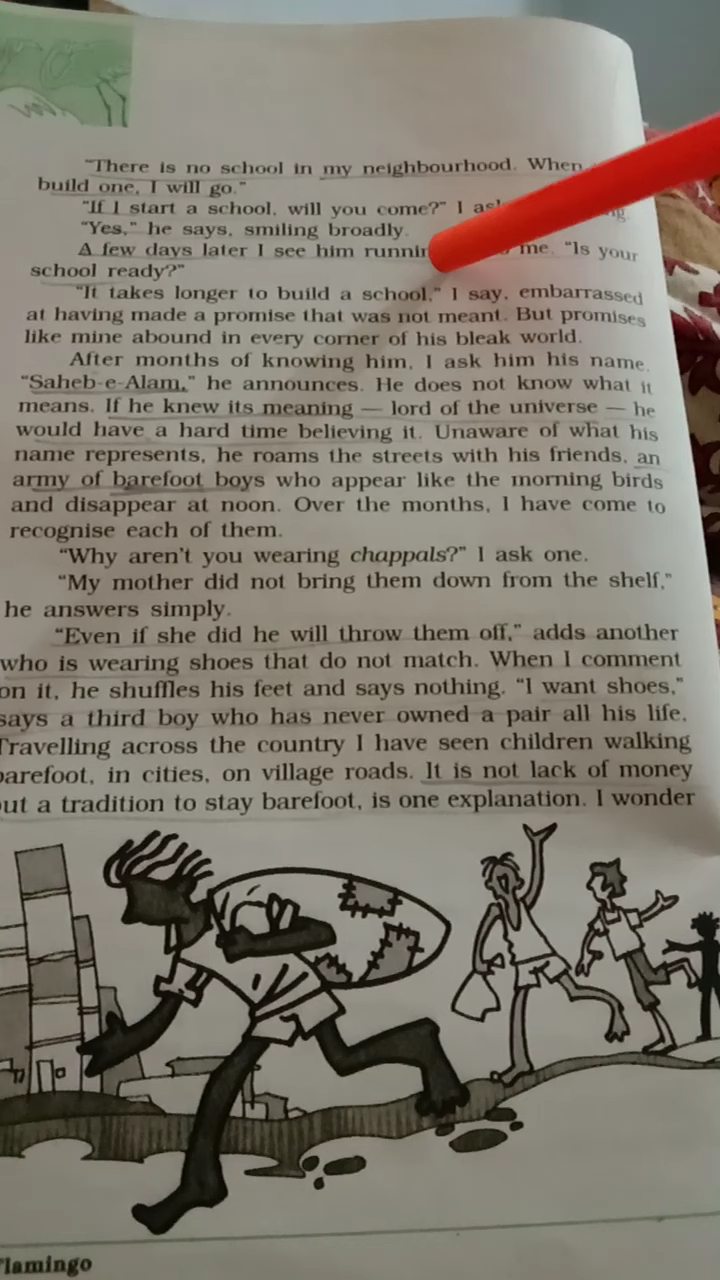 "There is no school in my neighbourhood. When
build one, I will go."
"If I start a school, will you come?" I
"Yes," he says, smiling broadly.
A few days later I see him me. "Is your
school ready?"
"It takes longer to build a school," I say, embarrassed
at having made a promise that was not meant. But promises
like mine abound in every corner of his bleak world.
After months of knowing him, I ask him his name.
"Saheb-e-Alam," he announces. He does not know what it
means. If he knew its meaning — lord of the universe — he
would have a hard time believing it. Unaware of what his
name represents, he roams the streets with his friends, an
army of barefoot boys who appear like the morning birds
and disappear at noon. Over the months, I have come to
recognise each of them.
"Why aren't you wearing chappals?" I ask one.
"My mother did not bring them down from the shelf,"
he answers simply.
"Even if she did he will throw them off," adds another
who is wearing shoes that do not match. When I comment
on it, he shuffles his feet and says nothing. "I want shoes,"
says a third boy who has never owned a pair all his life.
Travelling across the country I have seen children walking
barefoot, in cities, on village roads. It is not lack of money
but a tradition to stay barefoot, is one explanation. I wonder
Flamingo